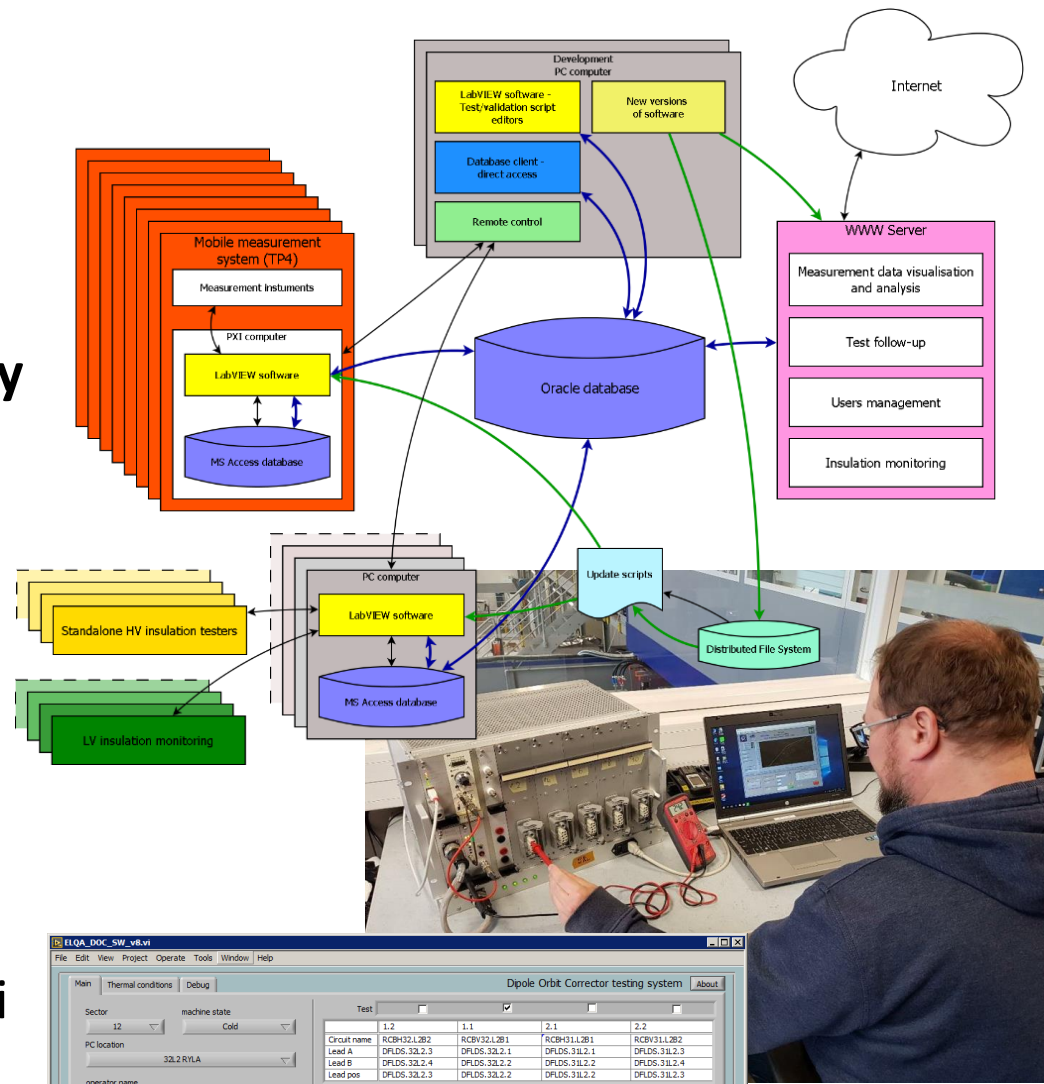 Development
PC computer
LabVIEW software -
Test/validation script
editors
New versions
of software
Database client -
direct access
Remote control
Internet
Mobile measurement
system (TP4)
Measurement instuments
PXI computer
LabVIEW software
MS Access database
Oracle database
WWW Server
Measurement data visualisation
and analysis
Test follow-up
Users management
Insulation monitoring
y
PC computer
LabVIEW software
MS Access database
Standalone HV insulation testers
LV insulation monitoring
Update scripts
Distributed File System
i
ELQA_DOC_SW_v8.vi
File Edit View Project Operate Tools Window Help
Main Thermal conditions Debug
Dipole Orbit Corrector testing system About
Sector machine state
12 Cold
PC location
32L2 RYLA
operator name
Test
1.2 1.1 2.1 2.2
Circuit name RCBH32.L2B2 RCBV32.L2B1 RCBH31.L2B1 RCBV31.L2B1
Lead A DFLDS.32L2.3 DFLDS.32L2.1 DFLDS.31L2.1 DFLDS.31L2.3
Lead B DFLDS.32L2.4 DFLDS.32L2.2 DFLDS.31L2.2 DFLDS.31L2.4
Lead pos DFLDS.32L2.3 DFLDS.32L2.2 DFLDS.31L2.2 DFLDS.31L2.3